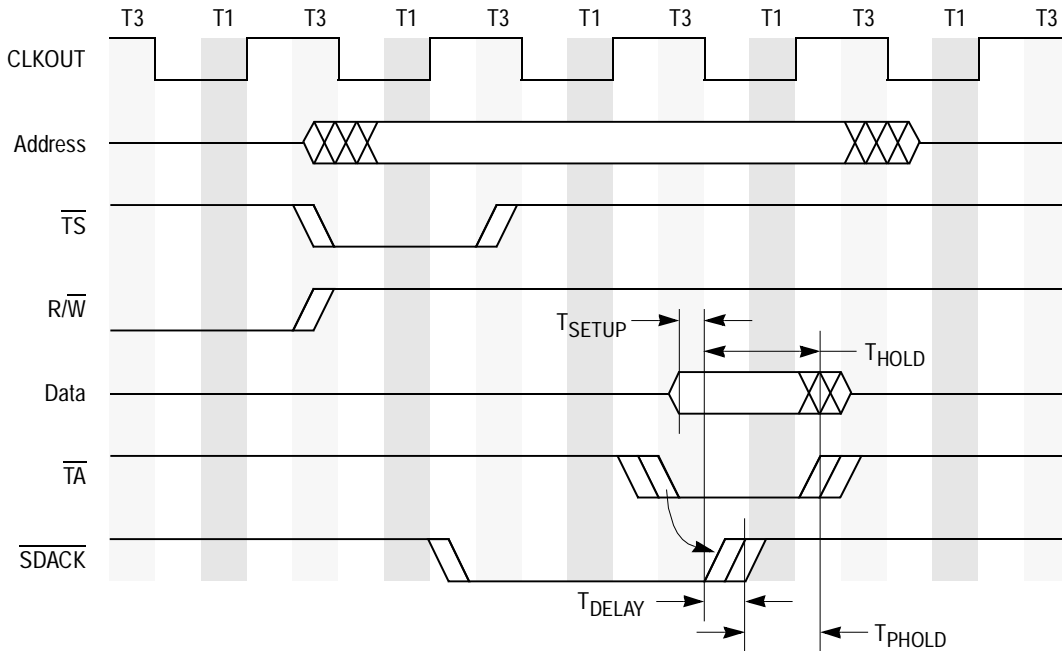 T3 T1 T3 T1 T3 T1 T3 T1 T3 T1 T3
CLKOUT
Address
TS
R/W
TSETUP
THOLD
Data
TA
SDACK
TDELAY
TPHOLD